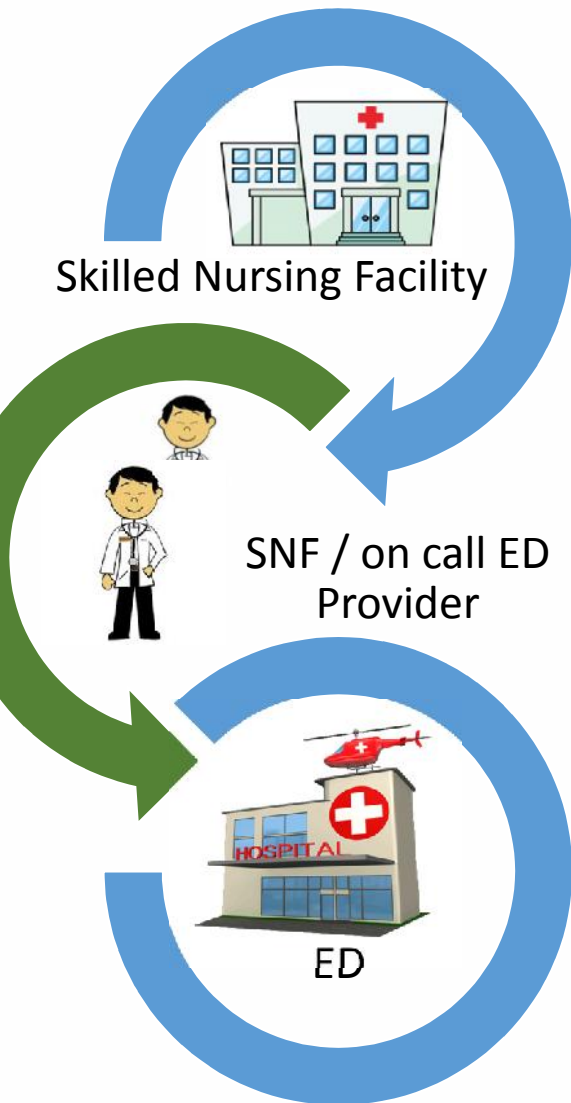 Skilled Nursing Facility
SNF / on call ED
Provider
HOSPITAL
ED